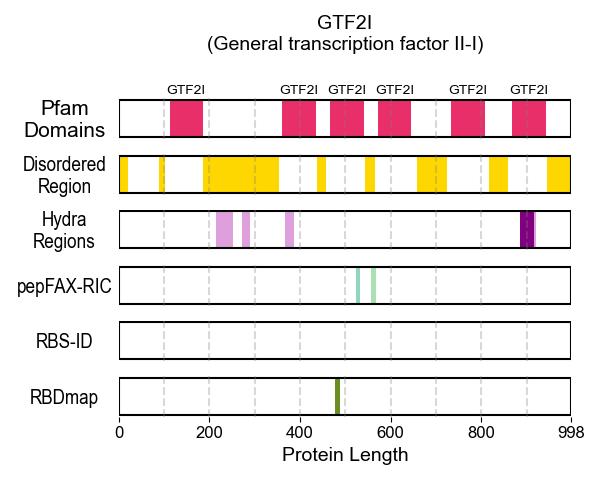 GTF2I
(General transcription factor II-I)
GTF2I GTF2I GTF2I GTF2I GTF2I GTF2I
Pfam
Domains
Disordered
Region
Hydra
Regions
pepFAX-RIC
RBS-ID
RBDmap
0 200 400 600 800 998
Protein Length